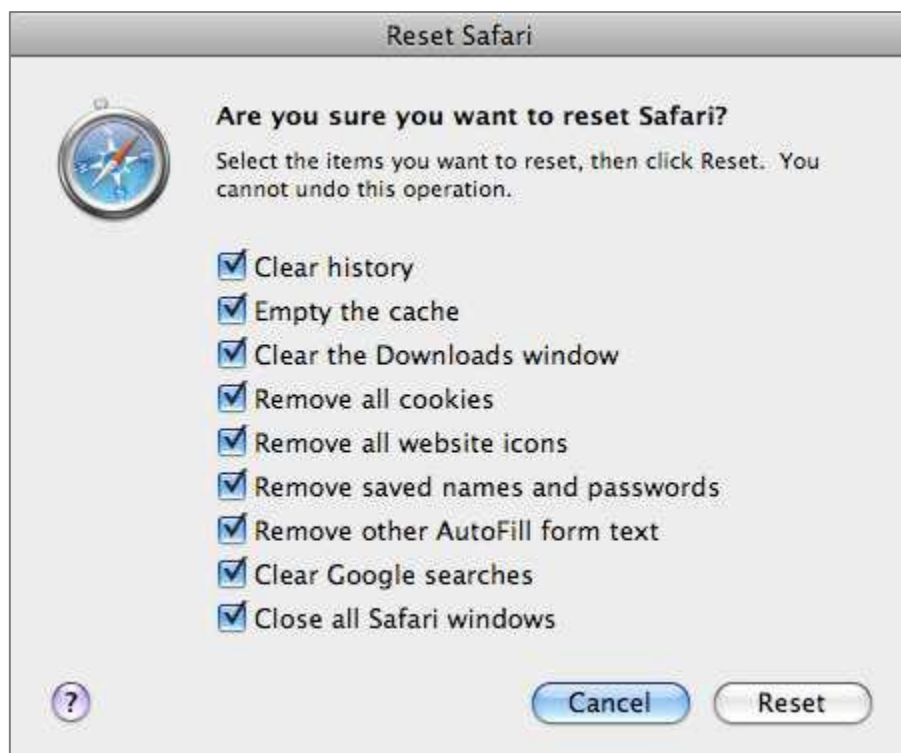 Reset Safari
Are you sure you want to reset Safari?
Select the items you want to reset, then click Reset.  You
cannot undo this operation.
Clear history
Empty the cache
Clear the Downloads window
Remove all cookies
Remove all website icons
Remove saved names and passwords
Remove other AutoFill form text
Clear Google searches
Close all Safari windows
? Cancel Reset